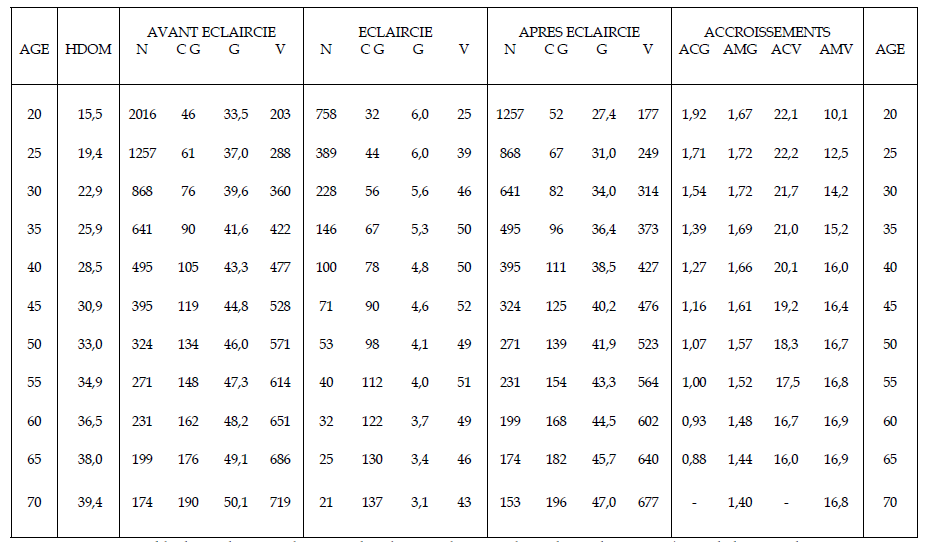 AVANT ECLAIRCIE ECLAIRCIE APRES ECLAIRCIE ACCROISSEMENTS
AGE HDOM N C G G V N C G G V N C G G V ACG AMG ACV AMV AGE
20 15,5 2016 46 33,5 203 758 32 6,0 25 1257 52 27,4 177 1,92 1,67 22,1 10,1 20
25 19,4 1257 61 37,0 288 389 44 6,0 39 868 67 31,0 249 1,71 1,72 22,2 12,5 25
30 22,9 868 76 39,6 360 228 56 5,6 46 641 82 34,0 314 1,54 1,72 21,7 14,2 30
35 25,9 641 90 41,6 422 146 67 5,3 50 495 96 36,4 373 1,39 1,69 21,0 15,2 35
40 28,5 495 105 43,3 477 100 78 4,8 50 395 111 38,5 427 1,27 1,66 20,1 16,0 40
45 30,9 395 119 44,8 528 71 90 4,6 52 324 125 40,2 476 1,16 1,61 19,2 16,4 45
50 33,0 324 134 46,0 571 53 98 4,1 49 271 139 41,9 523 1,07 1,57 18,3 16,7 50
55 34,9 271 148 47,3 614 40 112 4,0 51 231 154 43,3 564 1,00 1,52 17,5 16,8 55
60 36,5 231 162 48,2 651 32 122 3,7 49 199 168 44,5 602 0,93 1,48 16,7 16,9 60
65 38,0 199 176 49,1 686 25 130 3,4 46 174 182 45,7 640 0,88 1,44 16,0 16,9 65
70 39,4 174 190 50,1 719 21 137 3,1 43 153 196 47,0 677 - 1,40 - 16,8 70